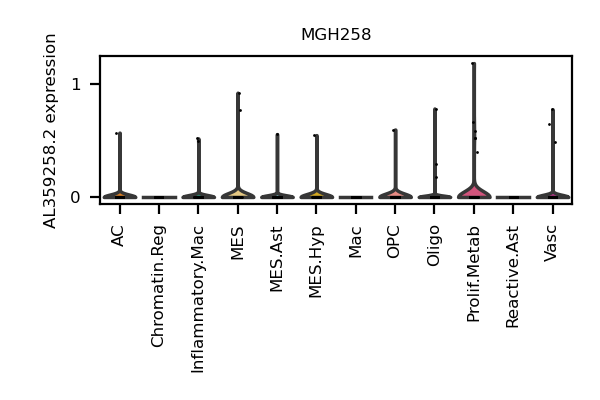 MGH258
AL359258.2 expression
1
0
AC
Chromatin.Reg
Inflammatory.Mac
MES
MES.Ast
MES.Hyp
Mac
OPC
Oligo
Prolif.Metab
Reactive.Ast
Vasc